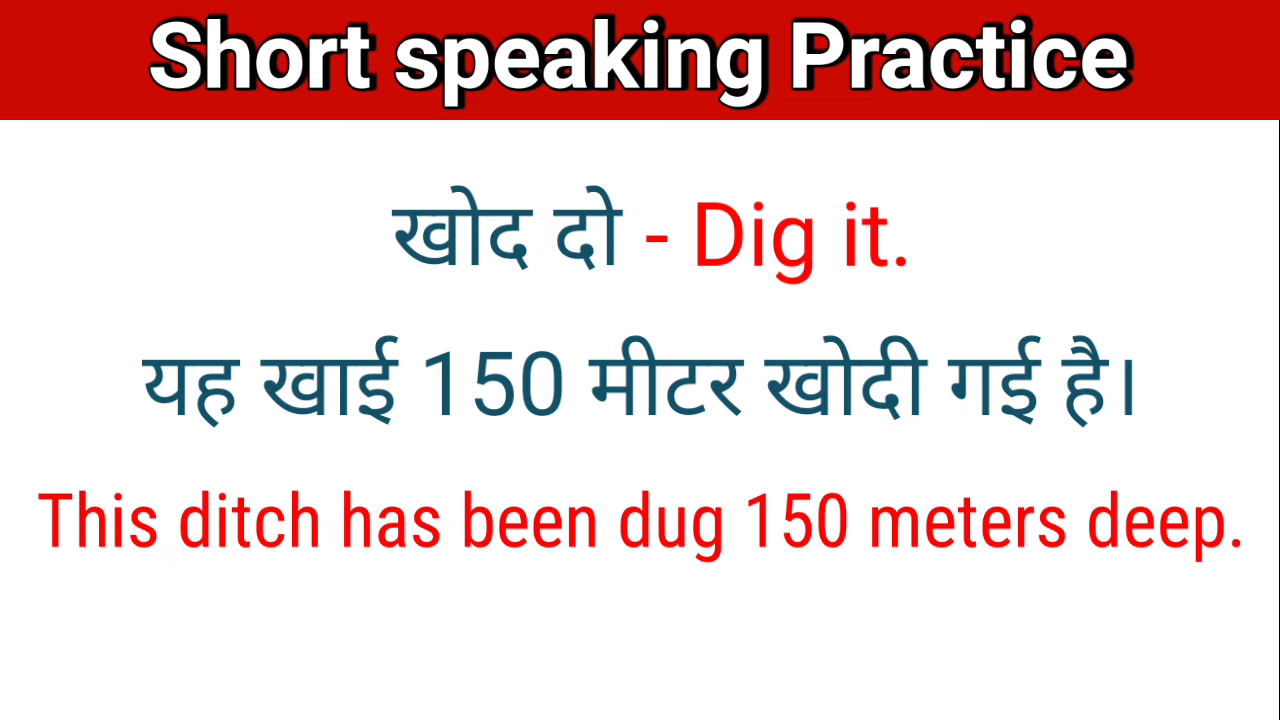 Short speaking Practice
खोद दो - Dig it.
यह खाई 150 मीटर खोदी गई है।
This ditch has been dug 150 meters deep.